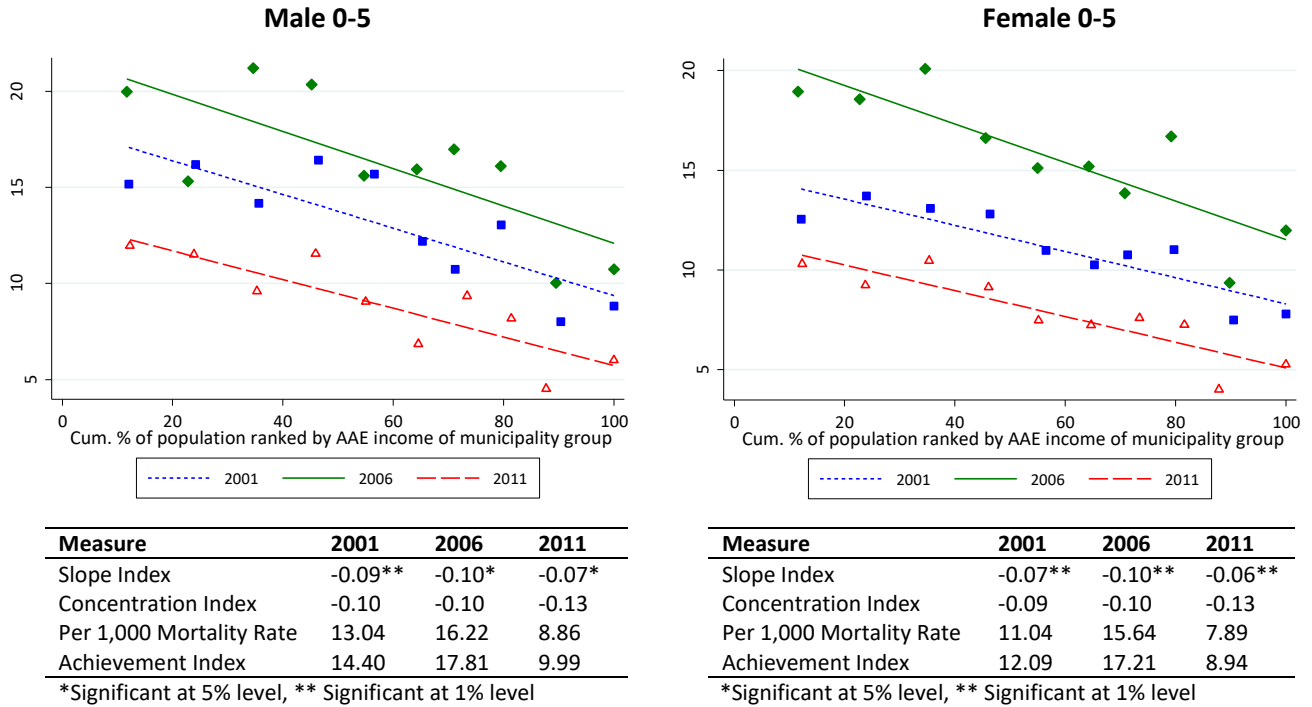 Male 0-5
20
15
10
5
0 20 40 60 80 100
Cum. % of population ranked by AAE income of municipality group
2001 2006 2011
Measure 2001 2006 2011
Slope Index -0.09** -0.10* -0.07*
Concentration Index -0.10 -0.10 -0.13
Per 1,000 Mortality Rate 13.04 16.22 8.86
Achievement Index 14.40 17.81 9.99
*Significant at 5% level, ** Significant at 1% level
Female 0-5
20
15
10
5
0 20 40 60 80 100
Cum. % of population ranked by AAE income of municipality group
2001 2006 2011
Measure 2001 2006 2011
Slope Index -0.07** -0.10** -0.06**
Concentration Index -0.09 -0.10 -0.13
Per 1,000 Mortality Rate 11.04 15.64 7.89
Achievement Index 12.09 17.21 8.94
*Significant at 5% level, ** Significant at 1% level